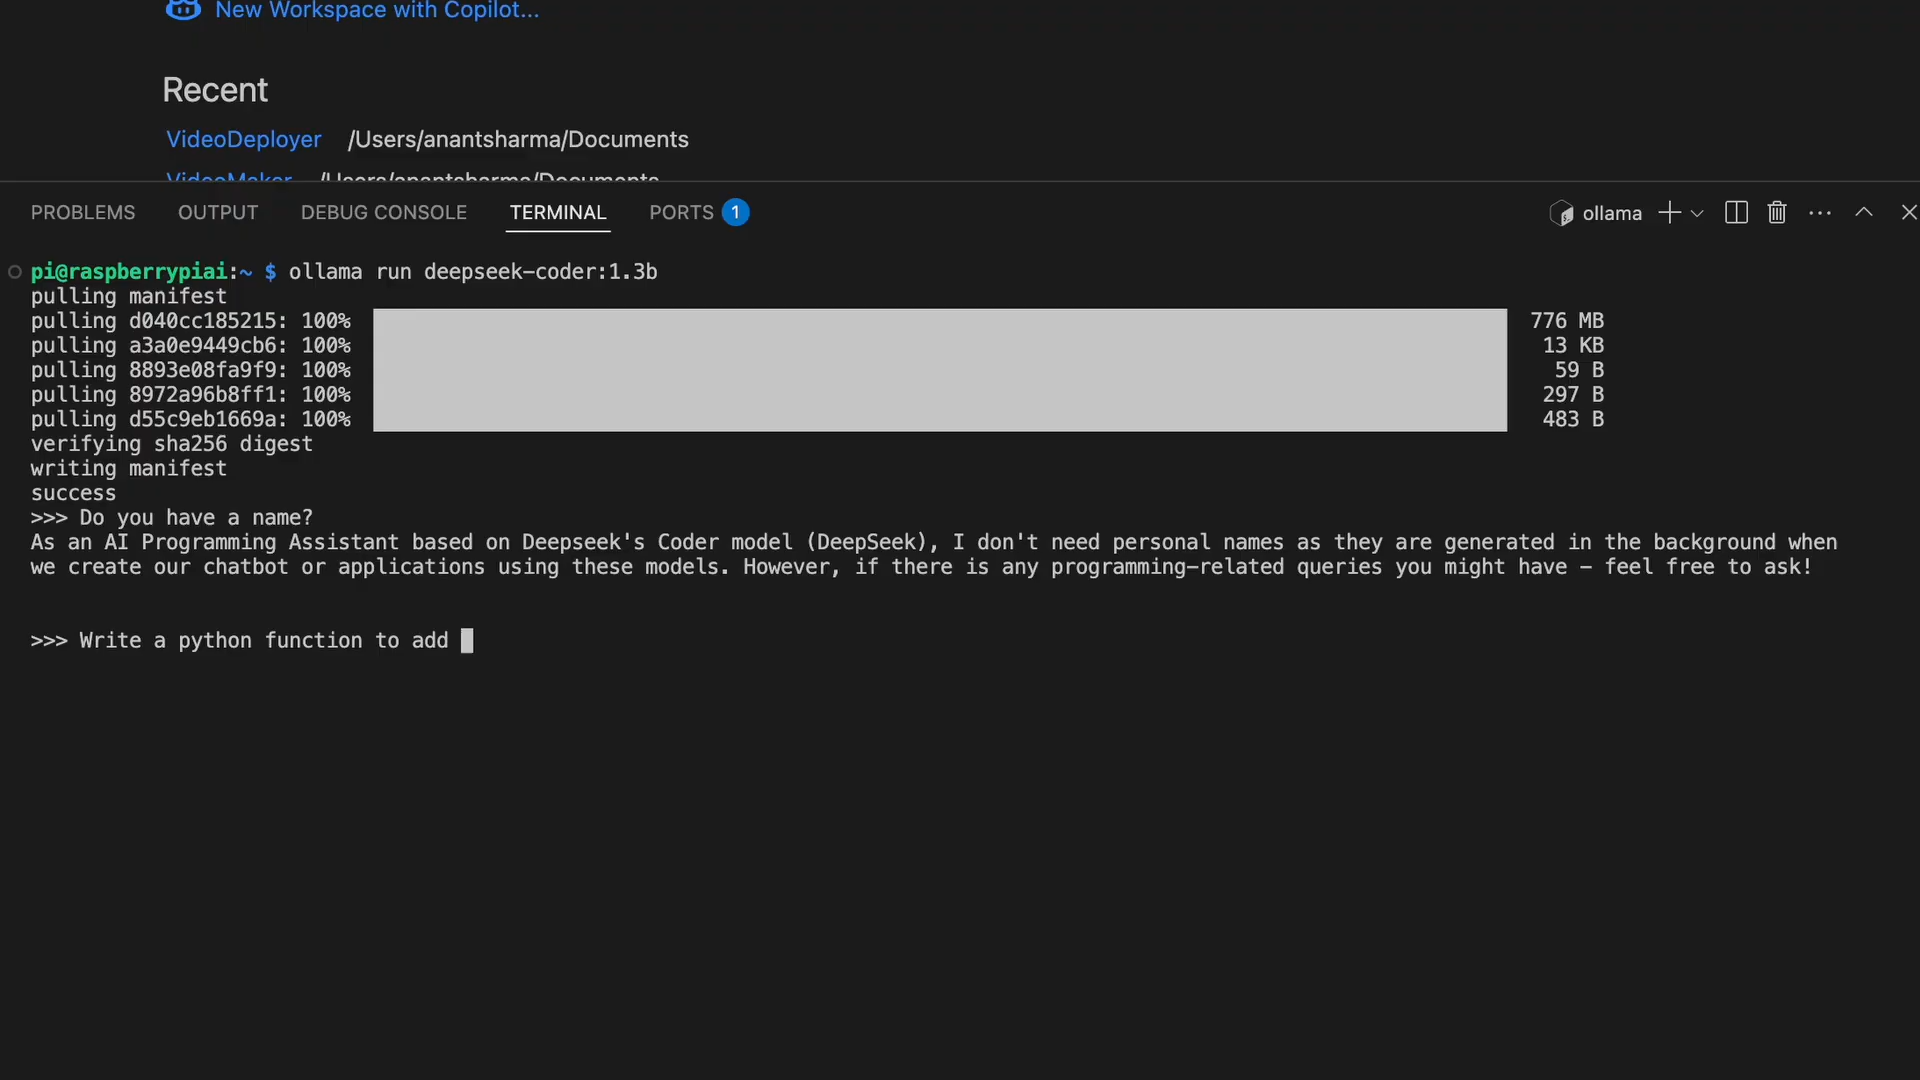 New Workspace with Copilot...
Recent
VideoDeployer /Users/anantsharma/Documents
VideoMaker /Users/anantsharma/Documents
PROBLEMS OUTPUT DEBUG CONSOLE TERMINAL PORTS 1 ollama
pi@raspberrypiai:~ $ ollama run deepseek-coder:1.3b
pulling manifest
pulling d040cc185215: 100% 776 MB
pulling a3a0e9449cb6: 100% 13 KB
pulling 8893e08fa9f9: 100% 59 B
pulling 8972a96b8ff1: 100% 297 B
pulling d55c9eb1669a: 100% 483 B
verifying sha256 digest
writing manifest
success
>>> Do you have a name?
As an AI Programming Assistant based on Deepseek's Coder model (DeepSeek), I don't need personal names as they are generated in the background when
we create our chatbot or applications using these models. However, if there is any programming-related queries you might have - feel free to ask!
>>> Write a python function to add